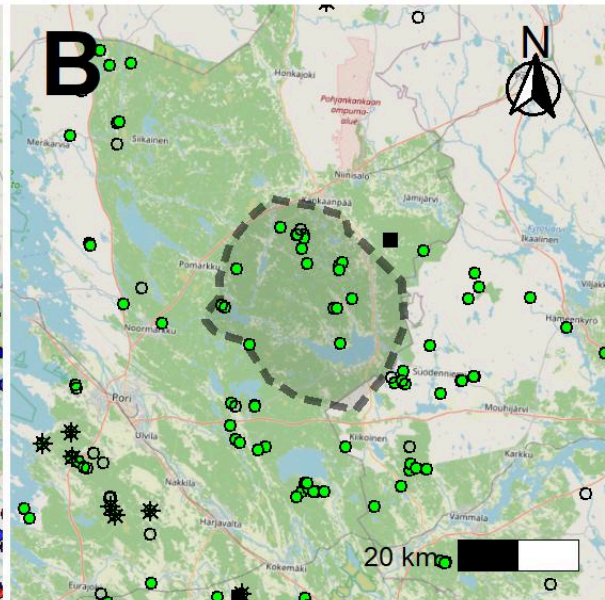 B
N
Honkajoki
Pohjankankaan
ampuma-
alue
Merikarvia
Siikainen
Niinisalo
Kankaanpää
Jämijärvi
Kyrösjärvi
Ikaalinen
Pomarkku
Viljakk
Hämeenkyrö
Noormarkku
Suodenniemi
Pori
Mouhijärvi
Ulvila
Kiikoinen
Karkku
Nakkila
Harjavalta
Vammala
20 km
Kokemäki
Eurajoki